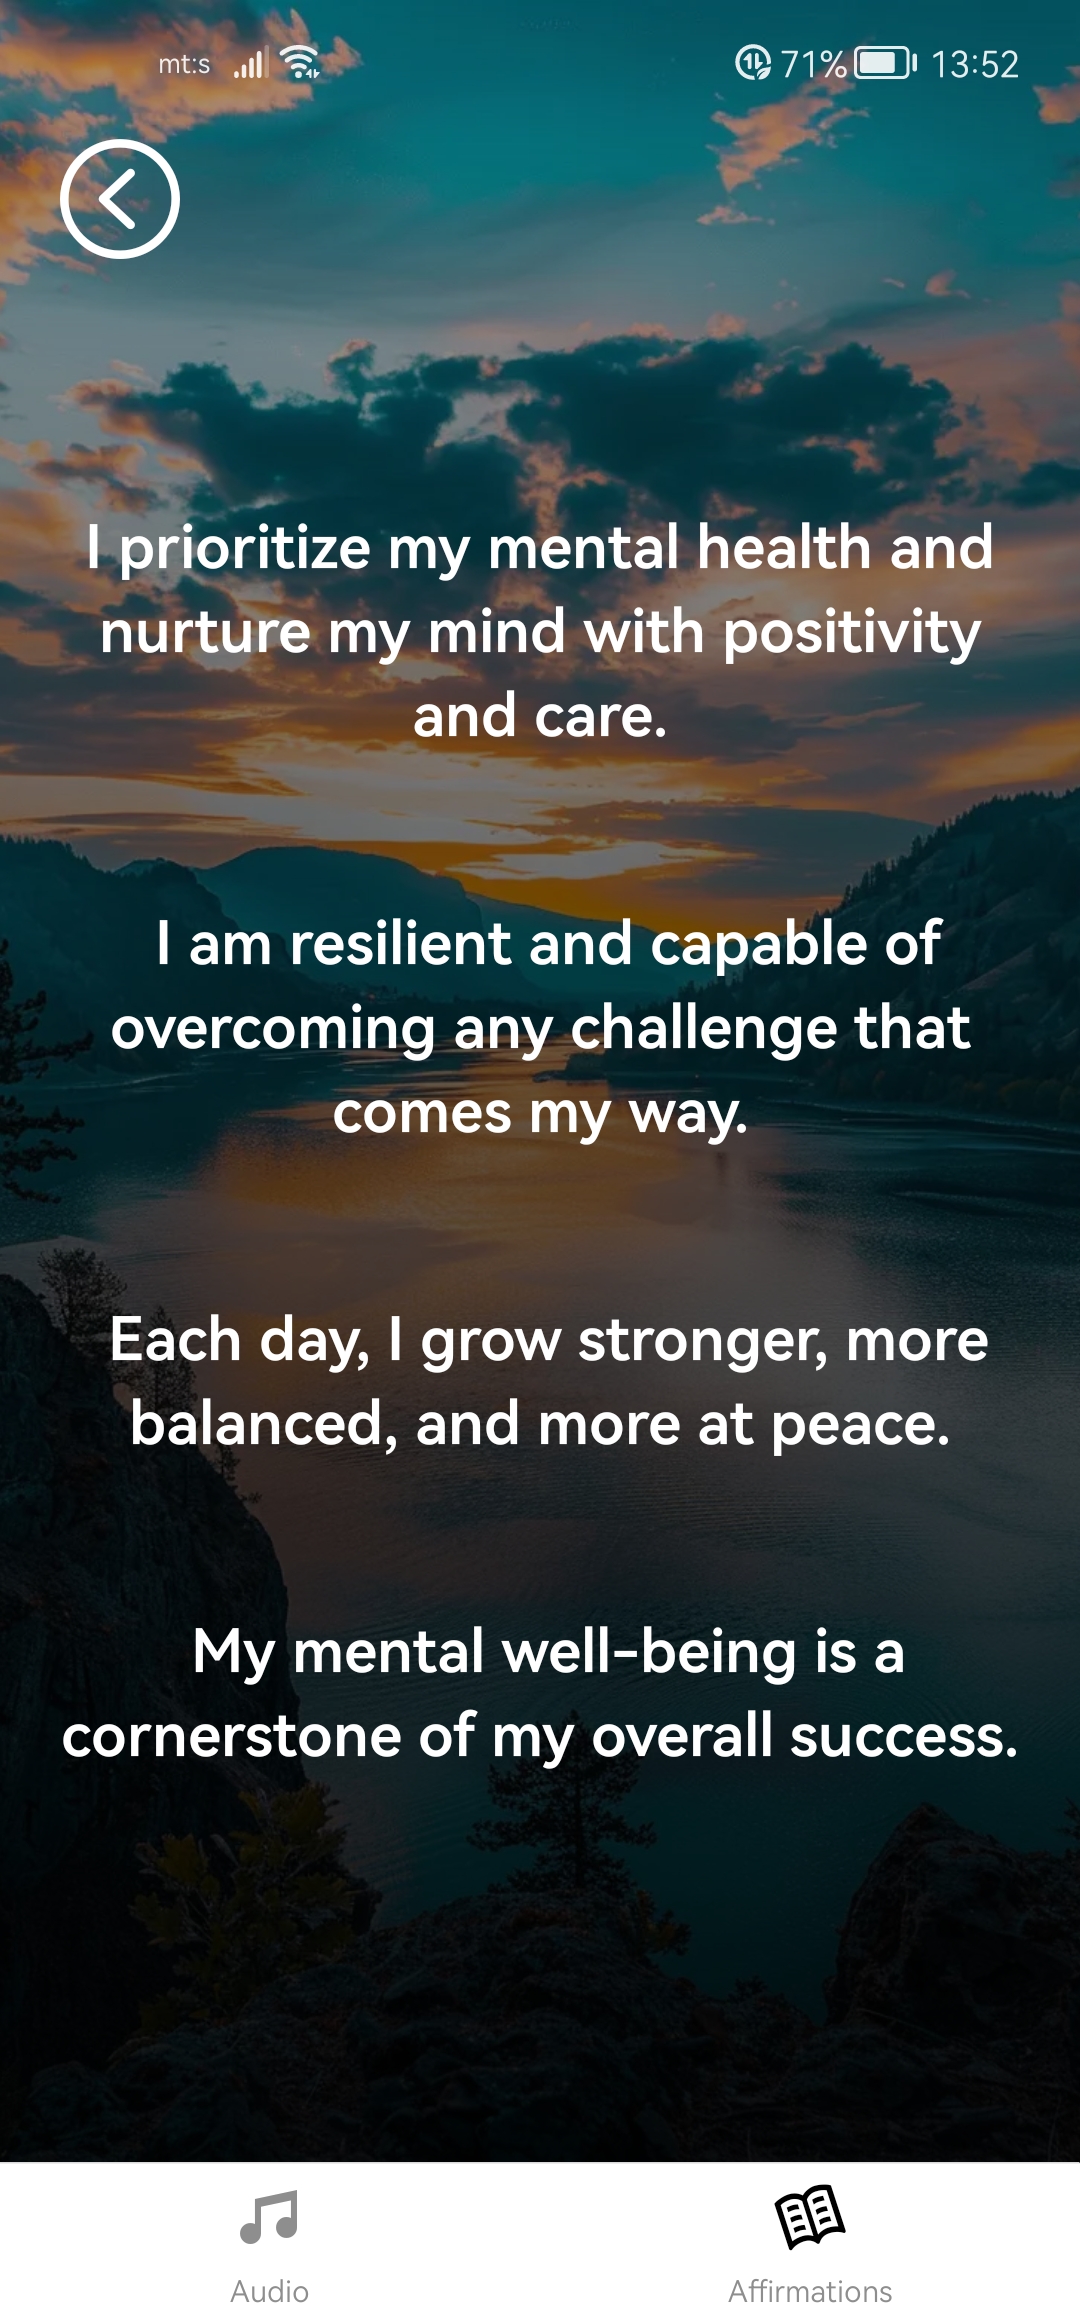 mt:s 71% 13:52
I prioritize my mental health and
nurture my mind with positivity
and care.
I am resilient and capable of
overcoming any challenge that
comes my way.
Each day, I grow stronger, more
balanced, and more at peace.
My mental well-being is a
cornerstone of my overall success.
Audio Affirmations